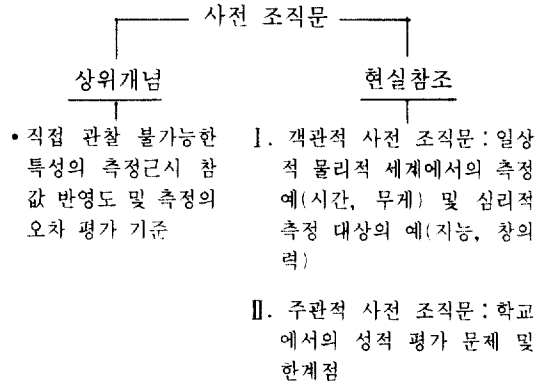 사전 조직문
상위개념
현실참조
• 직접 관찰 불가능한
특성의 측정근시 참
값 반영도 및 측정의
오차 평가 기준
Ⅰ. 객관적 사전 조직문 : 일상
적 물리적 세계에서의 측정
예(시간, 무게) 및 심리적
측정 대상의 예(지능, 창의
력)
Ⅱ. 주관적 사전 조직문 : 학교
에서의 성적 평가 문제 및
한계점